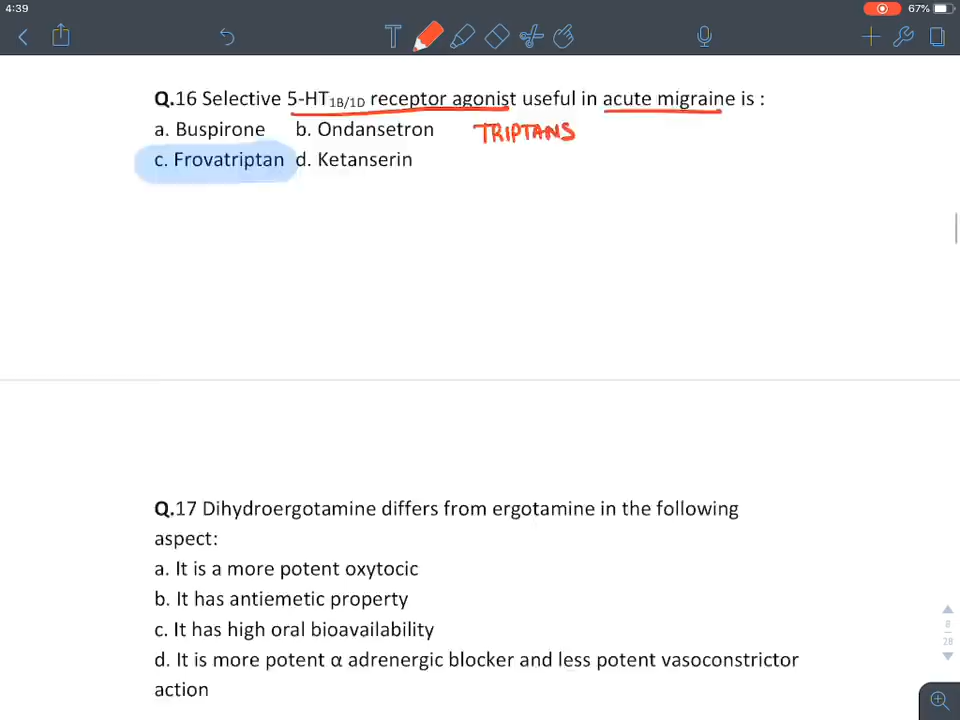 4:39
67%
T
Q.16 Selective 5-HT1B/1D receptor agonist useful in acute migraine is :
a. Buspirone b. Ondansetron TRIPTANS
c. Frovatriptan d. Ketanserin
Q.17 Dihydroergotamine differs from ergotamine in the following
aspect:
a. It is a more potent oxytocic
b. It has antiemetic property
c. It has high oral bioavailability
8
28
d. It is more potent α adrenergic blocker and less potent vasoconstrictor
action